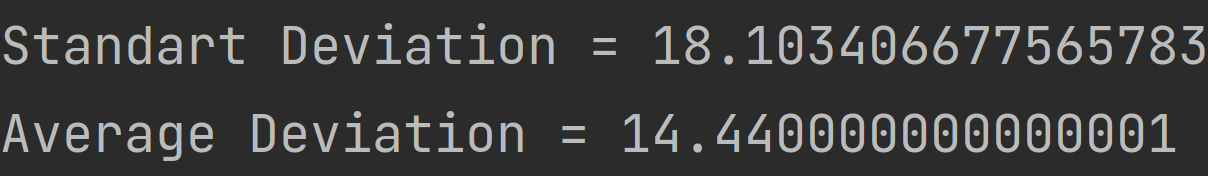 Standart Deviation = 18.103406677565783
Average Deviation = 14.440000000000001